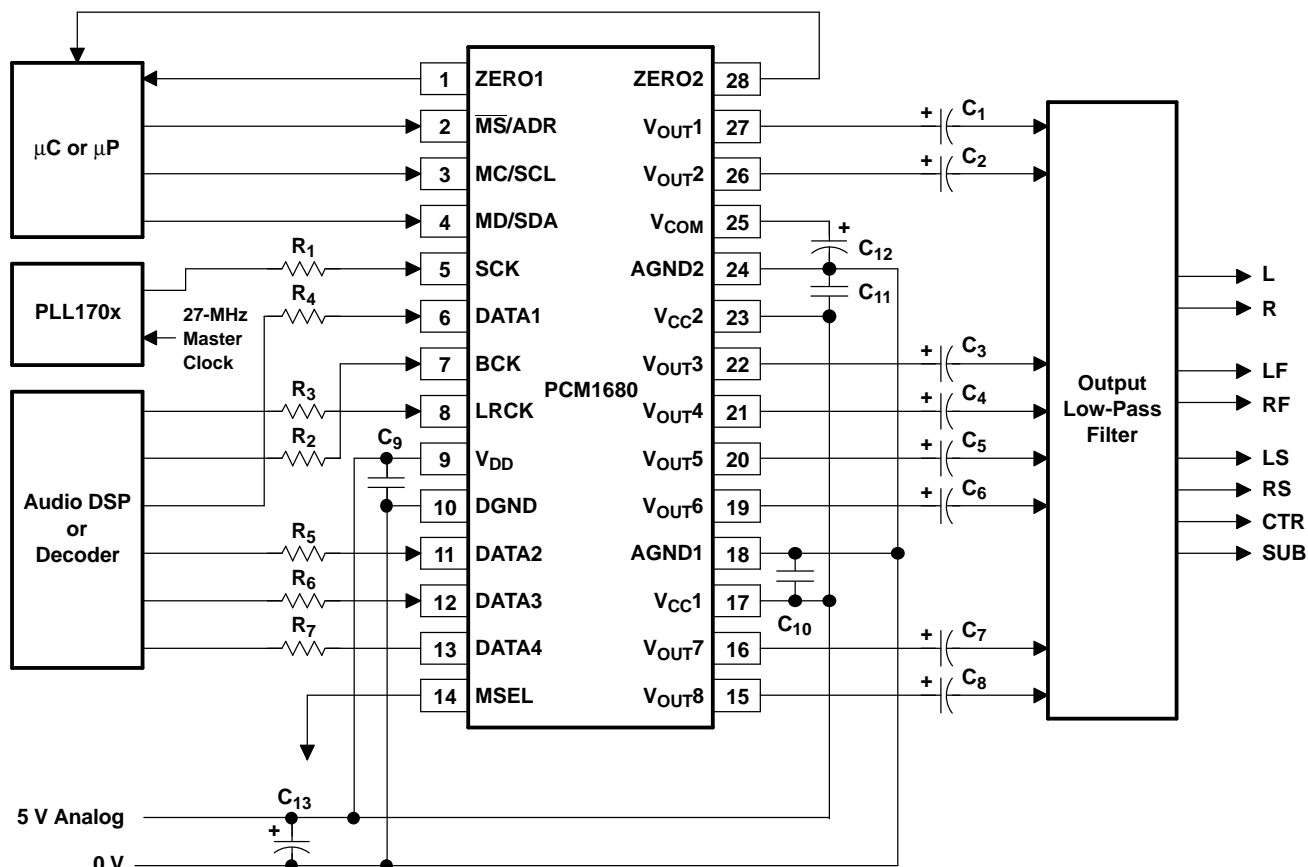 μC or μP
PLL170x
27-MHz
Master
Clock
Audio DSP
or
Decoder
R1
R4
R3
R2
R5
R6
R7
C9
1 ZERO1
2 M̅S̅/ADR
3 MC/SCL
4 MD/SDA
5 SCK
6 DATA1
7 BCK
8 LRCK
9 VDD
10 DGND
11 DATA2
12 DATA3
13 DATA4
14 MSEL
PCM1680
ZERO2 28
VOUT1 27
VOUT2 26
VCOM 25
AGND2 24
VCC2 23
VOUT3 22
VOUT4 21
VOUT5 20
VOUT6 19
AGND1 18
VCC1 17
VOUT7 16
VOUT8 15
+ C1
+ C2
+ C12
C11
+ C3
+ C4
+ C5
+ C6
C10
+ C7
+ C8
Output
Low-Pass
Filter
L
R
LF
RF
LS
RS
CTR
SUB
C13
+
5 V Analog
0 V